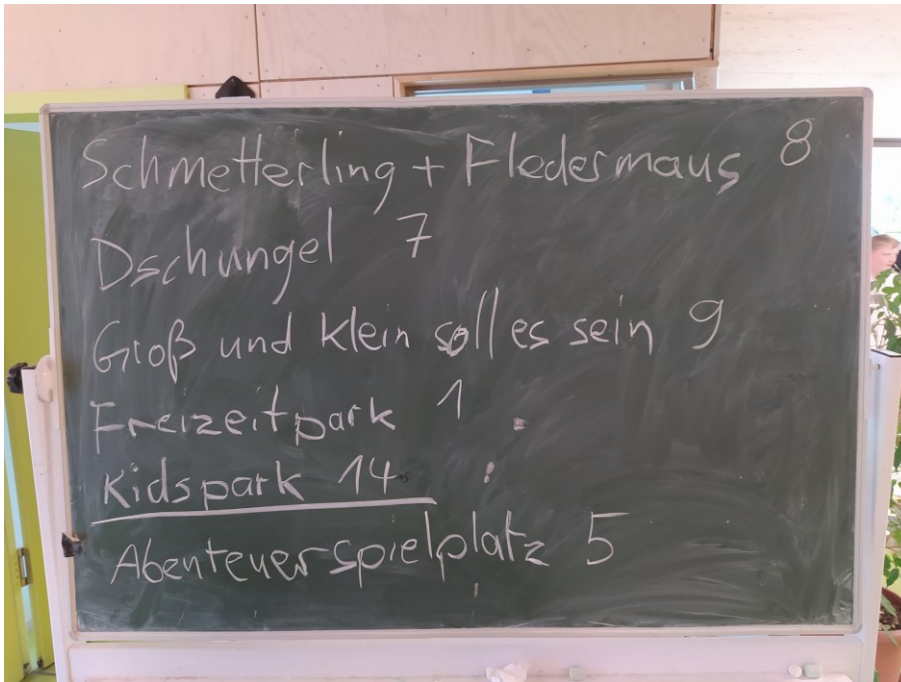 Schmetterling + Fledermaus 8
Dschungel 7
Groß und klein soll es sein 9
Freizeitpark 1
Kidspark 14
Abenteuerspielplatz 5